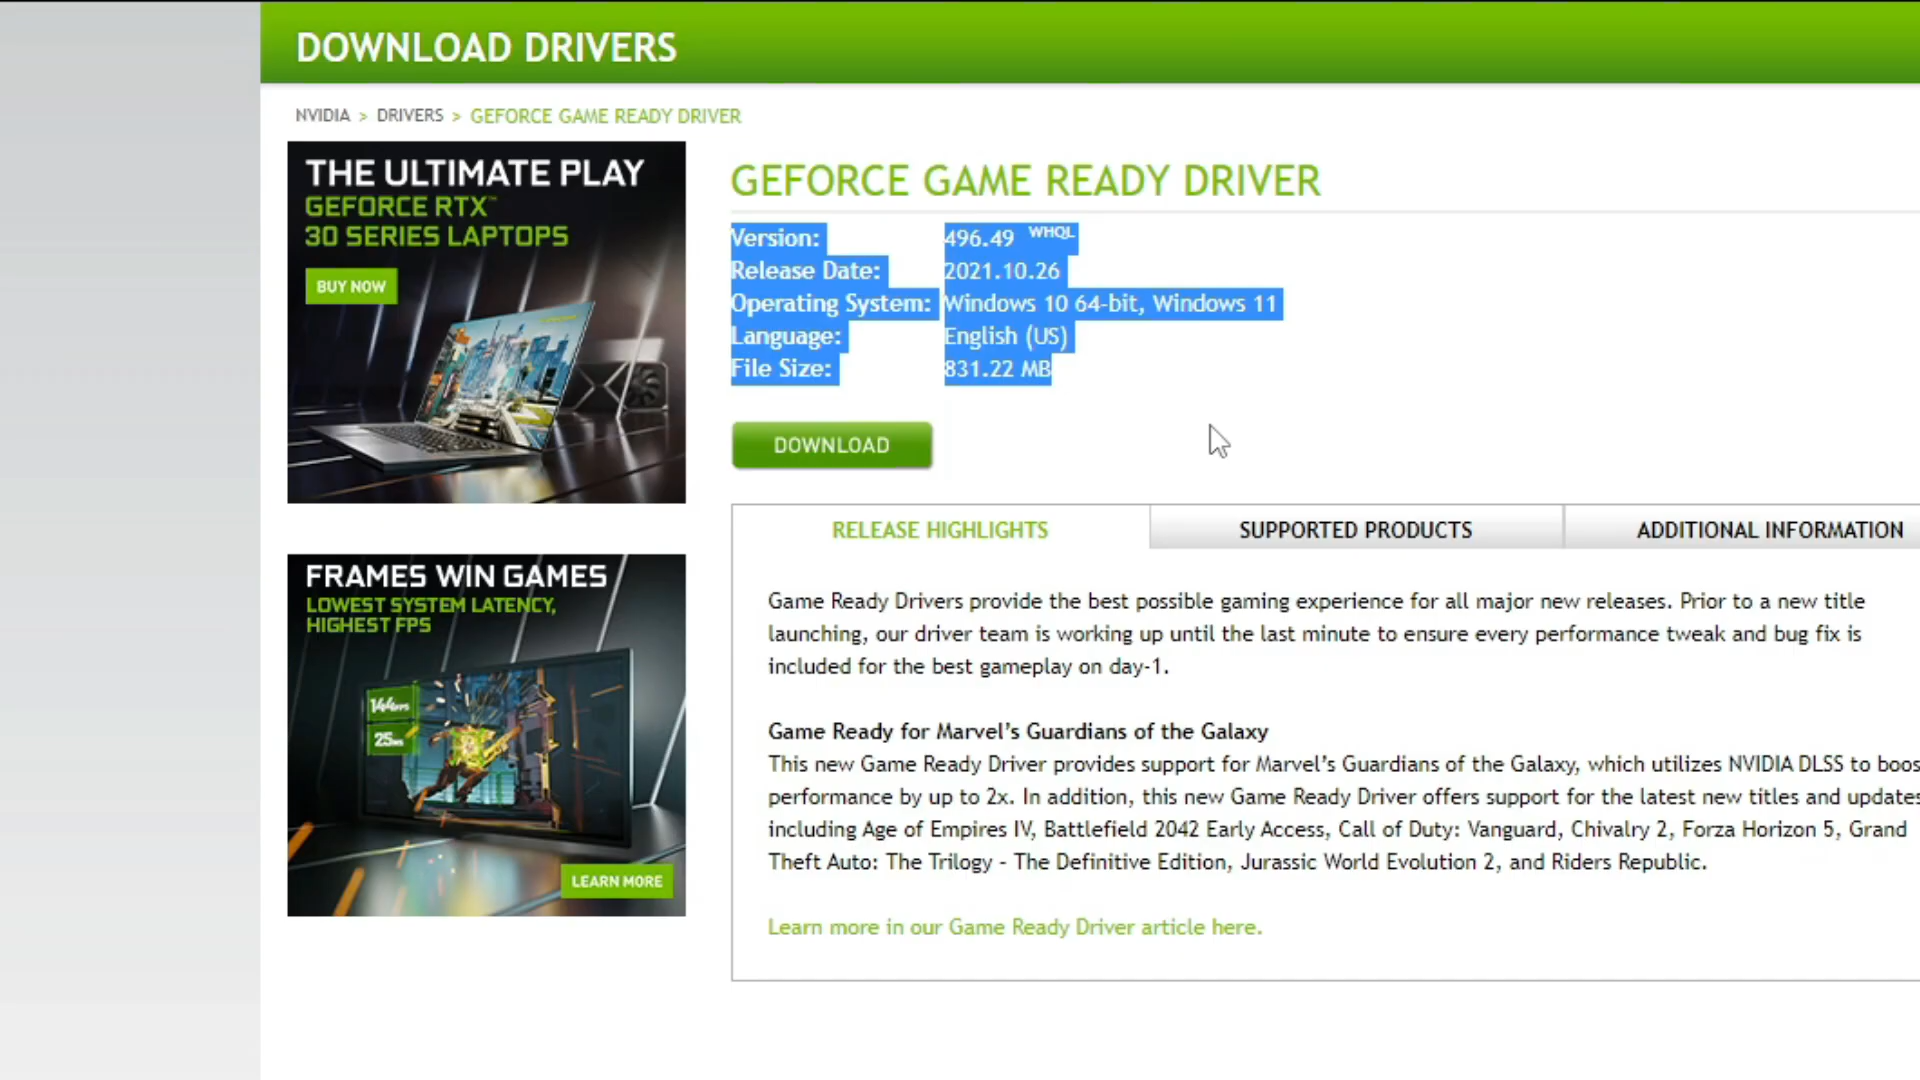 DOWNLOAD DRIVERS
NVIDIA > DRIVERS > GEFORCE GAME READY DRIVER
THE ULTIMATE PLAY
GEFORCE RTX™
30 SERIES LAPTOPS
BUY NOW
FRAMES WIN GAMES
LOWEST SYSTEM LATENCY,
HIGHEST FPS
144FPS
25ms
LEARN MORE
GEFORCE GAME READY DRIVER
Version: 496.49 WHQL
Release Date: 2021.10.26
Operating System: Windows 10 64-bit, Windows 11
Language: English (US)
File Size: 831.22 MB
DOWNLOAD
RELEASE HIGHLIGHTS SUPPORTED PRODUCTS ADDITIONAL INFORMATION
Game Ready Drivers provide the best possible gaming experience for all major new releases. Prior to a new title
launching, our driver team is working up until the last minute to ensure every performance tweak and bug fix is
included for the best gameplay on day-1.
Game Ready for Marvel’s Guardians of the Galaxy
This new Game Ready Driver provides support for Marvel’s Guardians of the Galaxy, which utilizes NVIDIA DLSS to boos
performance by up to 2x. In addition, this new Game Ready Driver offers support for the latest new titles and updates
including Age of Empires IV, Battlefield 2042 Early Access, Call of Duty: Vanguard, Chivalry 2, Forza Horizon 5, Grand
Theft Auto: The Trilogy - The Definitive Edition, Jurassic World Evolution 2, and Riders Republic.
Learn more in our Game Ready Driver article here.